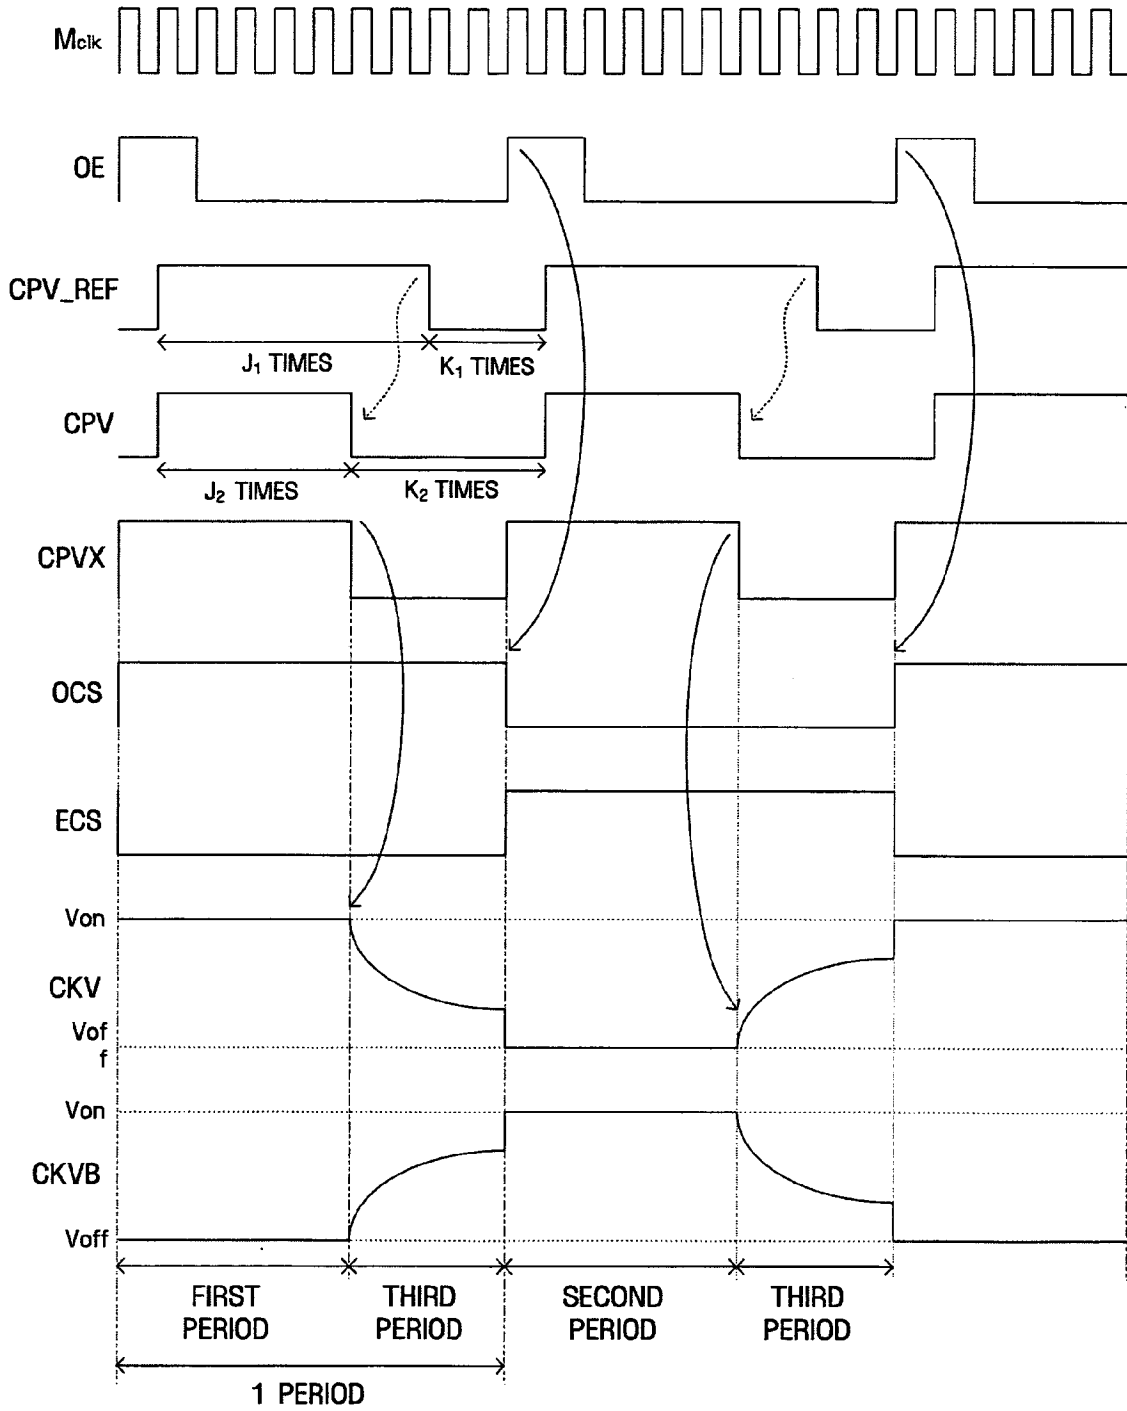 Mclk
OE
CPV_REF
J1 TIMES
K1 TIMES
CPV
J2 TIMES
K2 TIMES
CPVX
OCS
ECS
Von
CKV
Vof
f
Von
CKVB
Voff
FIRST
PERIOD
THIRD
PERIOD
SECOND
PERIOD
THIRD
PERIOD
1 PERIOD